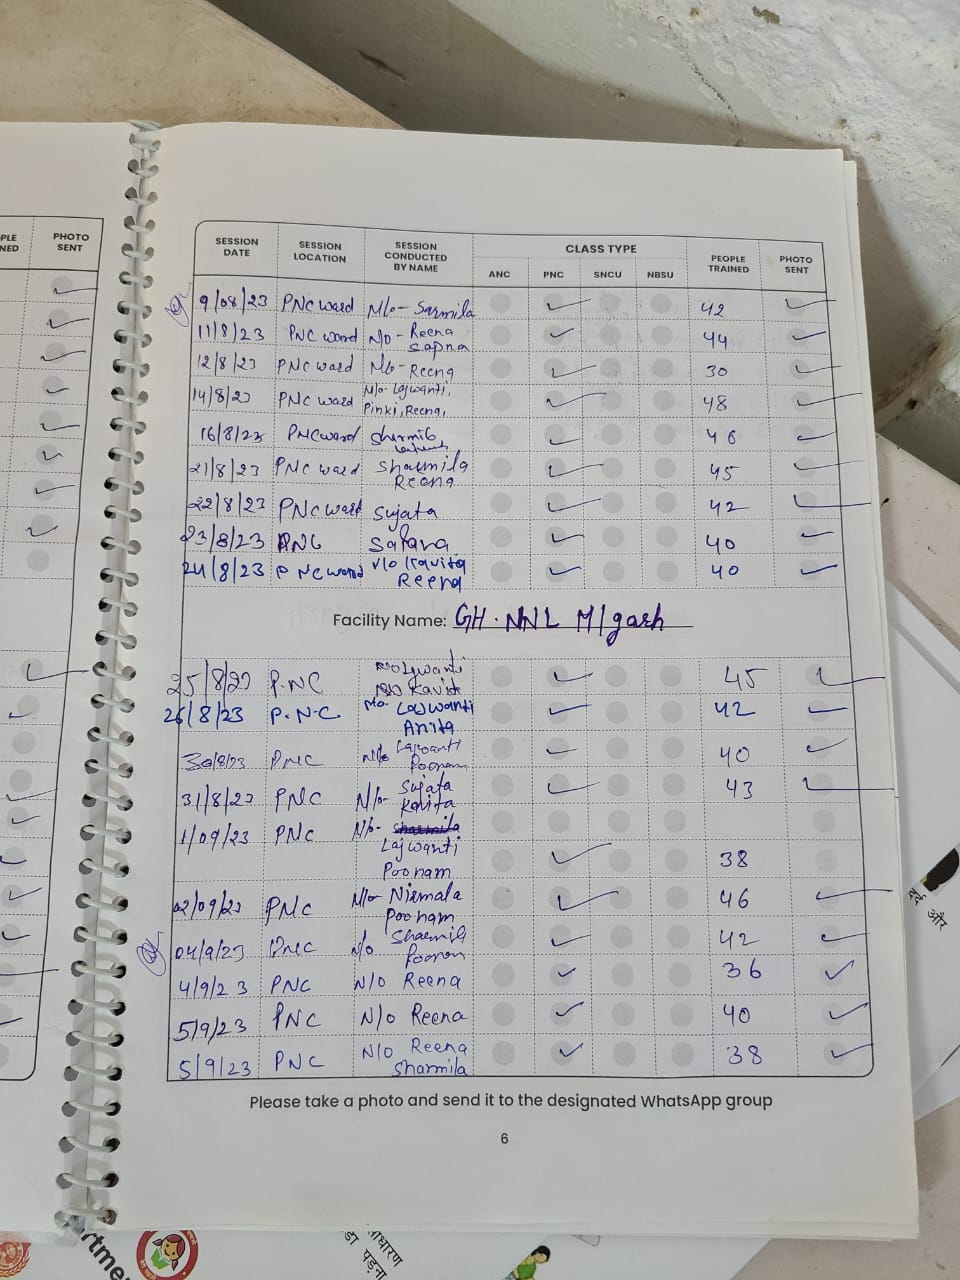 PLE
NED
PHOTO
SENT
SESSION DATE SESSION LOCATION SESSION CONDUCTED BY NAME CLASS TYPE PEOPLE TRAINED PHOTO SENT
ANC PNC SNCU NBSU
9/08/23 PNC ward N/o- Sarmila 42
11/8/23 PNC ward N/o- Reena 44
Sapna
12/8/23 PNC ward N/o- Reena 30
14/8/23 PNC ward N/o- Lajwanti, 48
Pinki, Reena,
16/8/23 PNC ward 46
21/8/23 PNC ward Sharmila 45
Reena
22/8/23 PNC ward Sujata 42
23/8/23 PNC 40
24/8/23 PNC ward N/o Kavita 40
Reena
Facility Name: GH. NNL M/garh
25/8/23 P.NC 45
26/8/23 P.N.C N/o- Lajwanti 42
Anita
30/8/23 PNC N/o Lajwanti 40
Poonam
31/8/23 PNC N/o- Sujata 43
Kavita
1/09/23 PNC N/o- Sharmila
Lajwanti
Poonam 38
02/09/23 PNC N/o- Nirmala 46
Poonam
04/9/23 PNC N/o Sharmila 42
Poonam
4/9/23 PNC N/O Reena 36
5/9/23 PNC N/O Reena 40
5/9/23 PNC N/O Reena 38
Sharmila
Please take a photo and send it to the designated WhatsApp group
6
दर्द और
साधारण
पड़ना